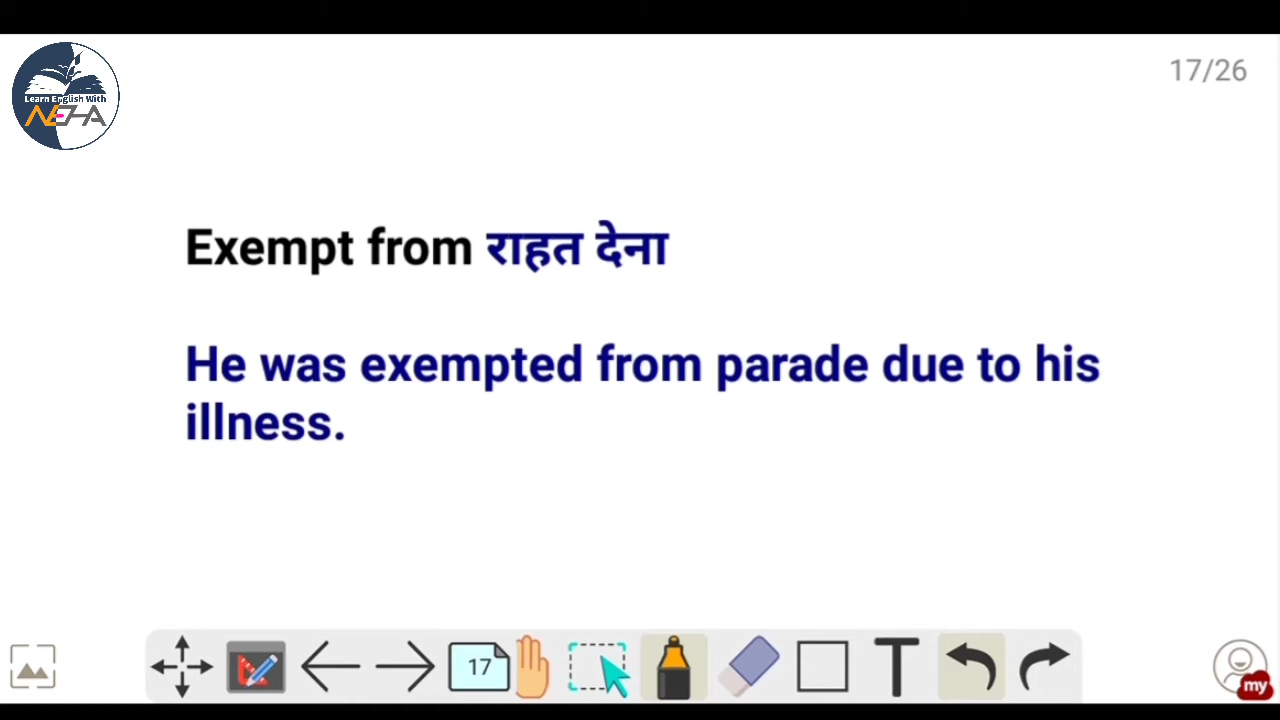 Learn English With
NEHA
17/26
Exempt from राहत देना
He was exempted from parade due to his
illness.
17
my